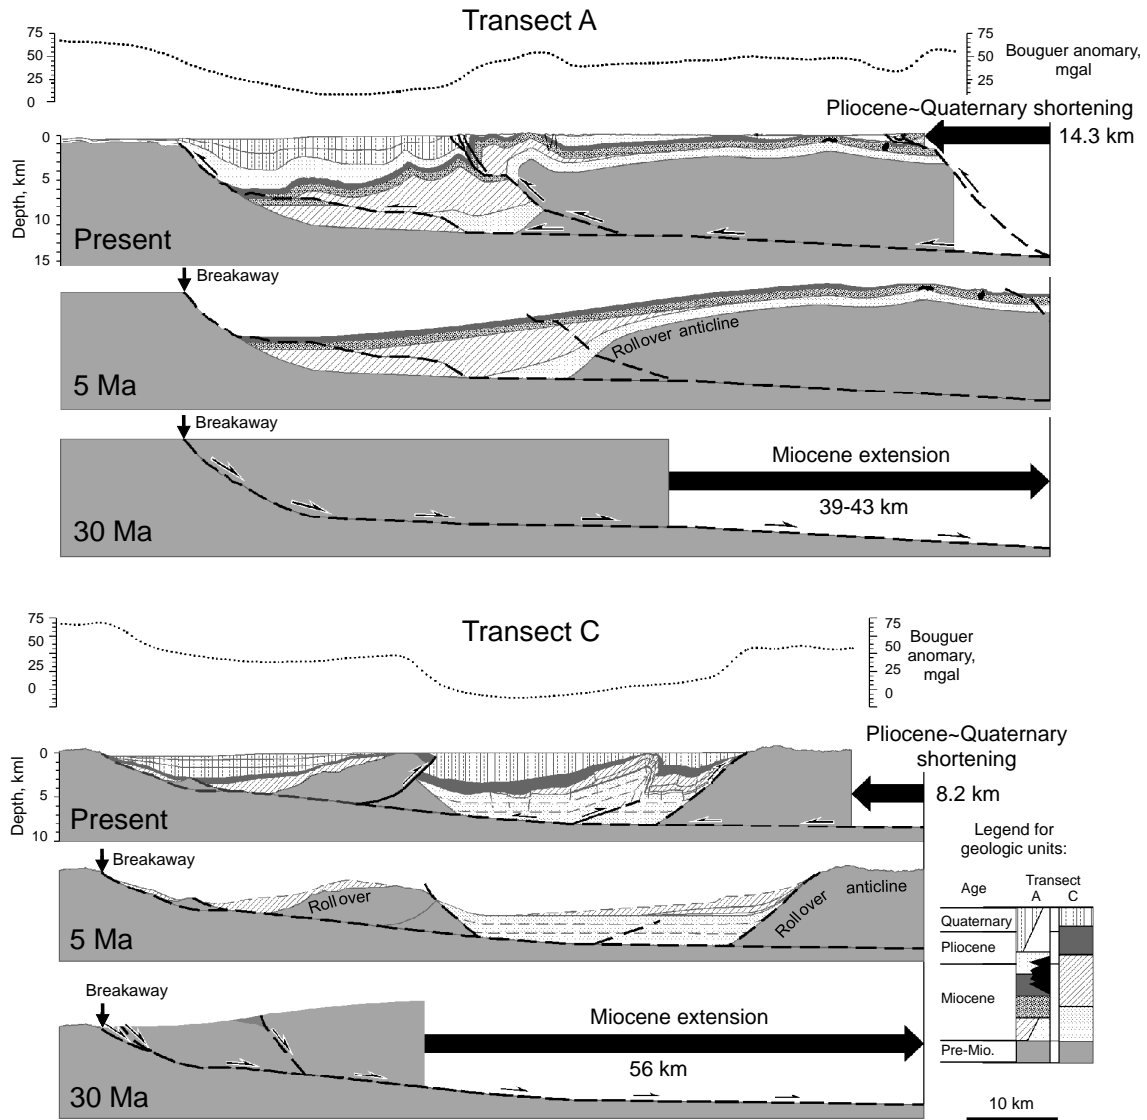 Transect A
75
50
25
0
75
50
25
0
Bouguer anomary,
mgal
Pliocene~Quaternary shortening
14.3 km
Depth, kml
0
5
10
15
Present
Breakaway
Rollover anticline
5 Ma
Breakaway
Miocene extension
39-43 km
30 Ma
Transect C
75
50
25
0
75
50
25
0
Bouguer
anomary,
mgal
Pliocene~Quaternary
shortening
8.2 km
Depth, kml
0
5
10
Present
Legend for
geologic units:
Breakaway
Rollover
Rollover
anticline
5 Ma
Age
Transect
A
C
Quaternary
Pliocene
Miocene
Pre-Mio.
Breakaway
Miocene extension
56 km
30 Ma
10 km